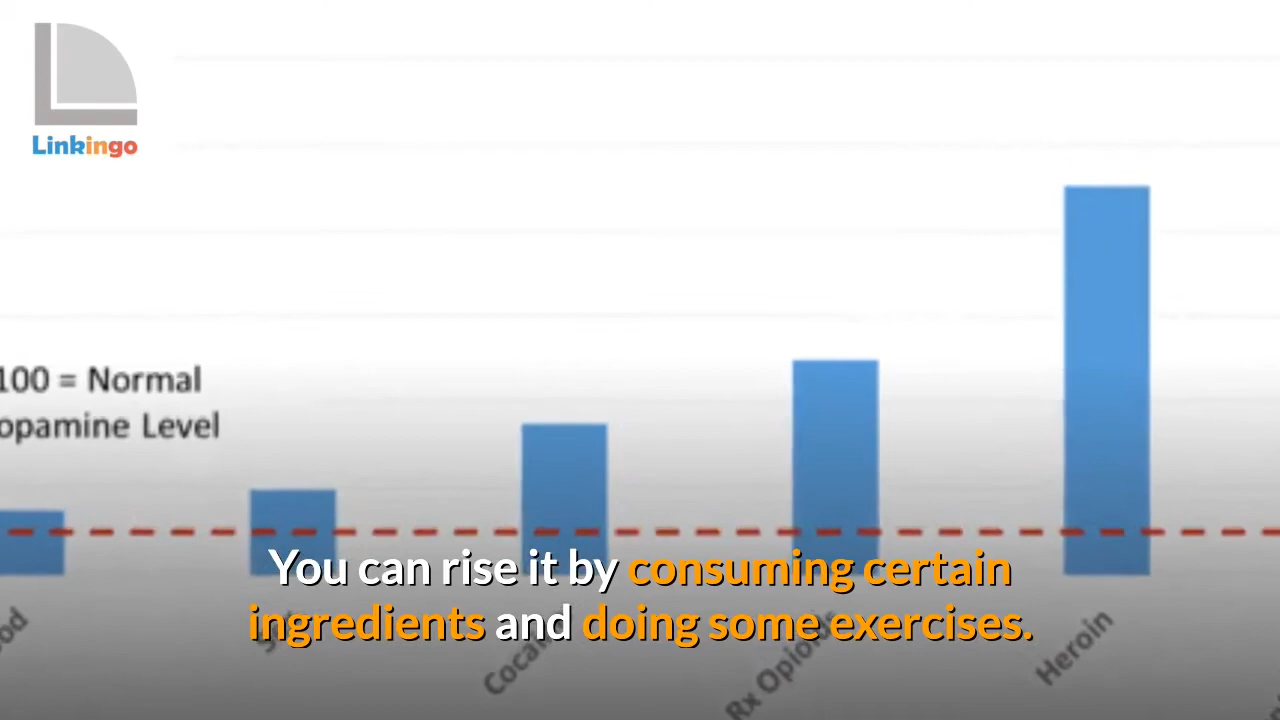 Linkingo
100 = Normal
opamine Level
You can rise it by consuming certain
ingredients and doing some exercises.
Heroin